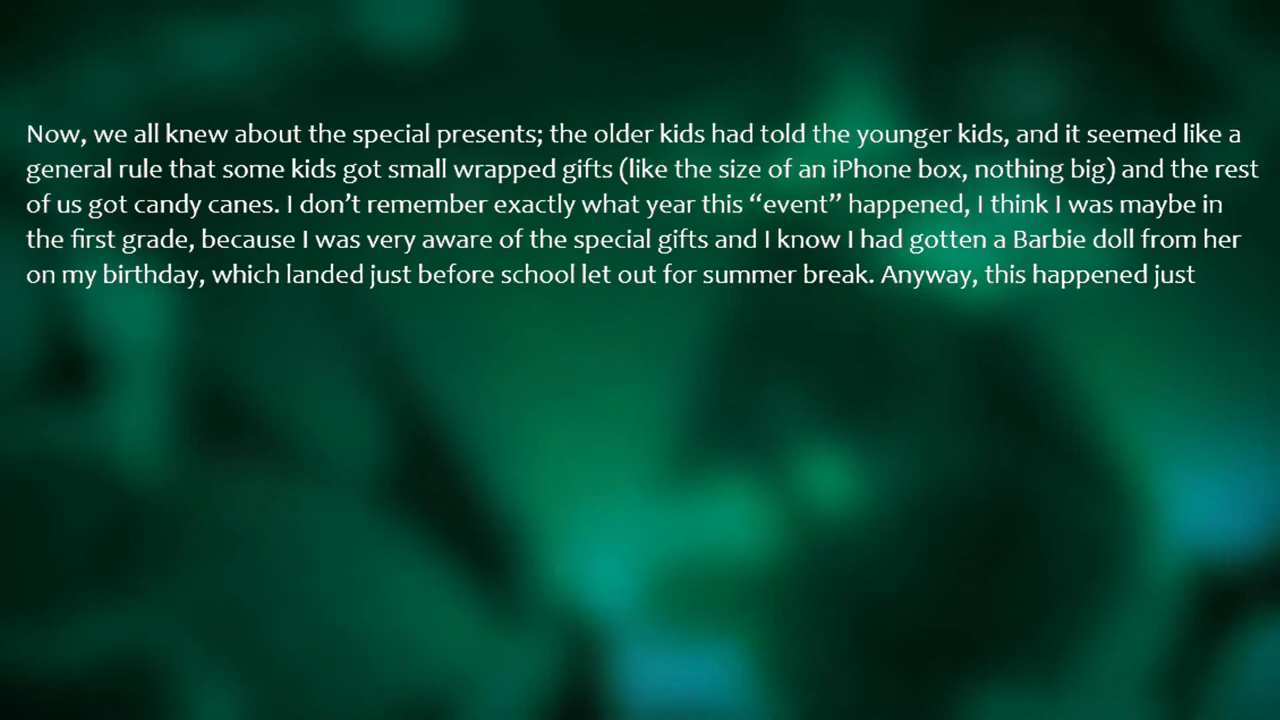 Now, we all knew about the special presents; the older kids had told the younger kids, and it seemed like a
general rule that some kids got small wrapped gifts (like the size of an iPhone box, nothing big) and the rest
of us got candy canes. I don’t remember exactly what year this “event” happened, I think I was maybe in
the first grade, because I was very aware of the special gifts and I know I had gotten a Barbie doll from her
on my birthday, which landed just before school let out for summer break. Anyway, this happened just